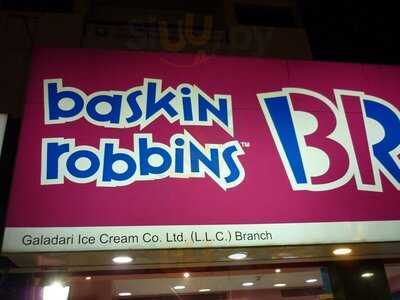 baskin
robbins™
BR
Galadari Ice Cream Co. Ltd. (L.L.C.) Branch